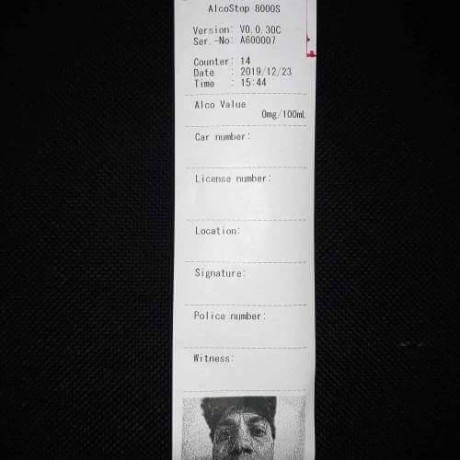 AlcoStop 8000S
Version: V0.0.30C
Ser.-No: A600007
Counter: 14
Date : 2019/12/23
Time : 15:44
Alco Value
0mg/100mL
Car number:
License number:
Location:
Signature:
Police number:
Witness: